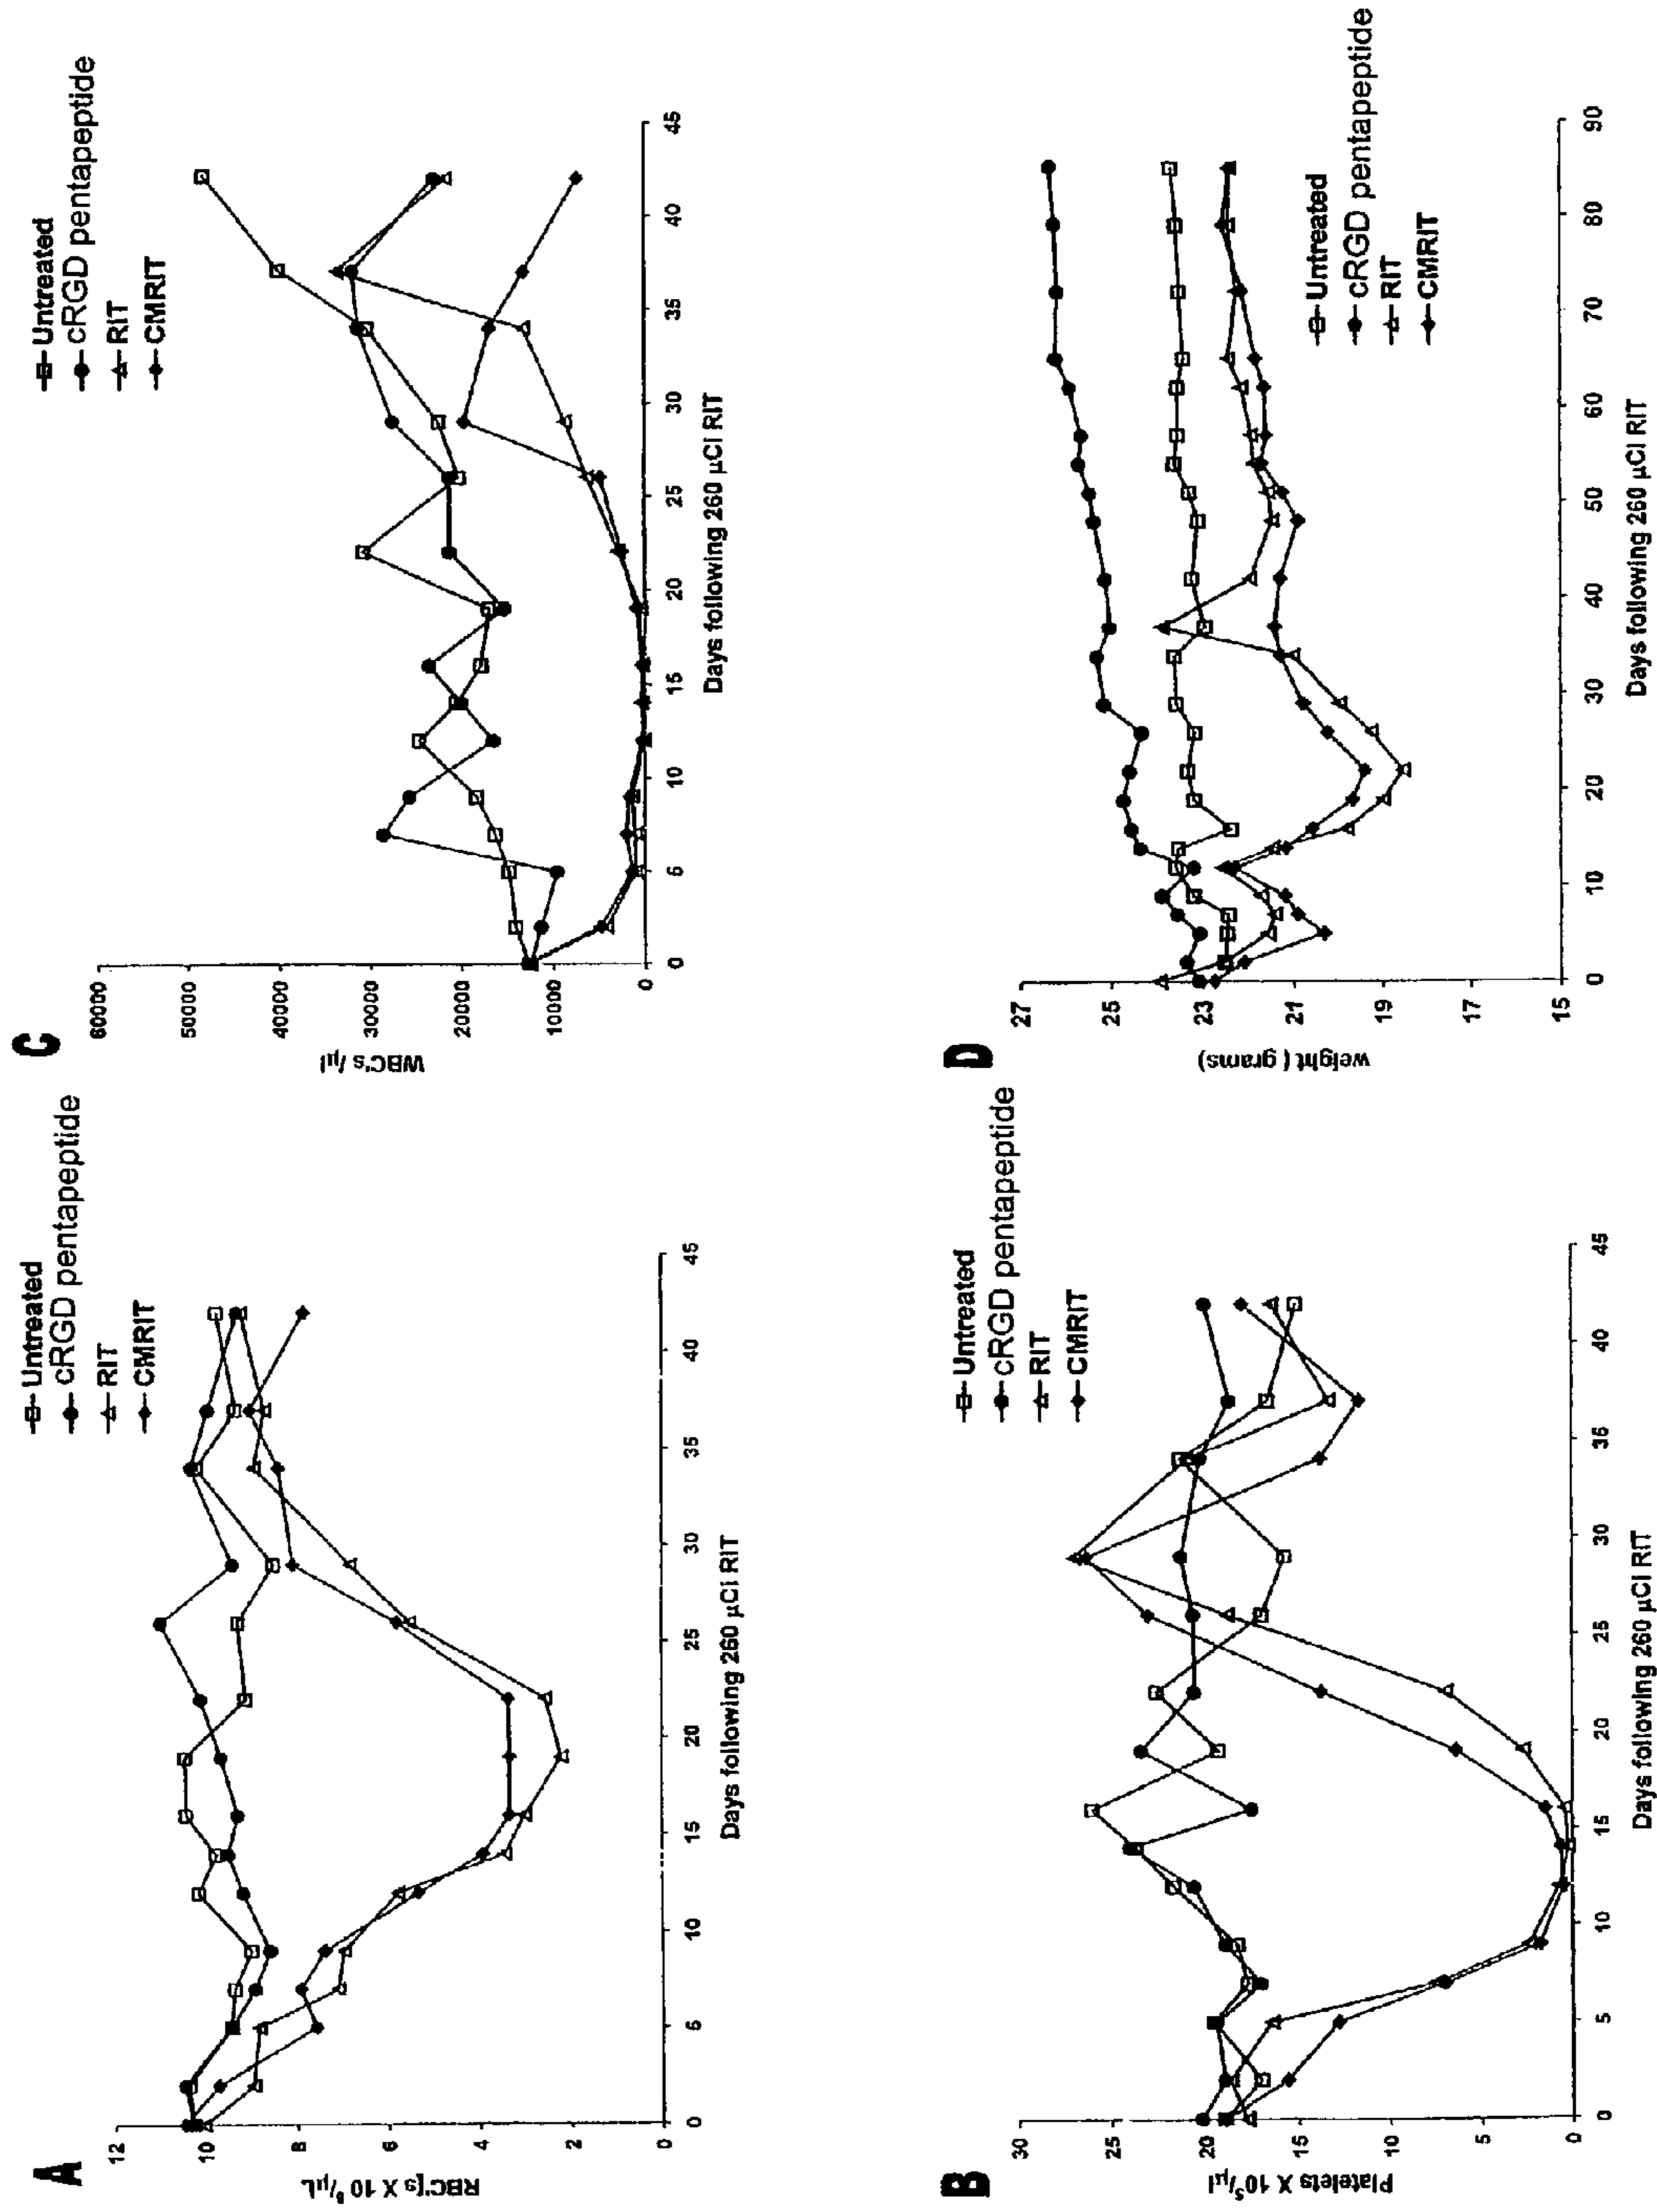 A
Untreated
cRGD pentapeptide
RIT
CMRIT
RBC'[s X 10⁶/µL
12
10
8
6
4
2
0
0
5
10
15
20
25
30
35
40
45
Days following 260 µCI RIT
B
Untreated
cRGD pentapeptide
RIT
CMRIT
Platelets X 10⁵/µl
30
25
20
15
10
5
0
0
5
10
15
20
25
30
35
40
45
Days following 260 µCI RIT
C
Untreated
cRGD pentapeptide
RIT
CMRIT
WBC's /µl
60000
50000
40000
30000
20000
10000
0
0
5
10
15
20
25
30
35
40
45
Days following 260 µCI RIT
D
Untreated
cRGD pentapeptide
RIT
CMRIT
weight ( grams)
27
25
23
21
19
17
15
0
10
20
30
40
50
60
70
80
90
Days following 260 µCI RIT